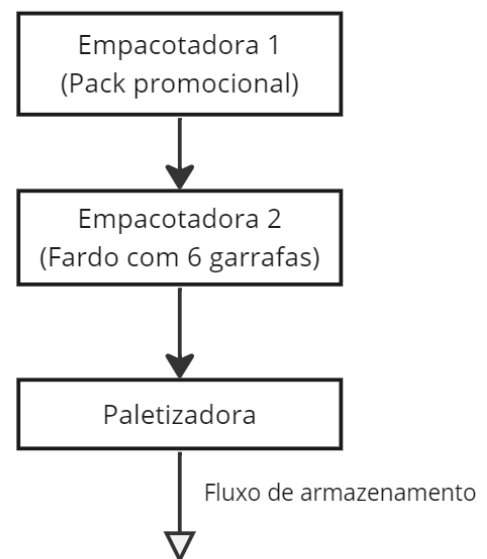 Empacotadora 1
(Pack promocional)
Empacotadora 2
(Fardo com 6 garrafas)
Paletizadora
Fluxo de armazenamento